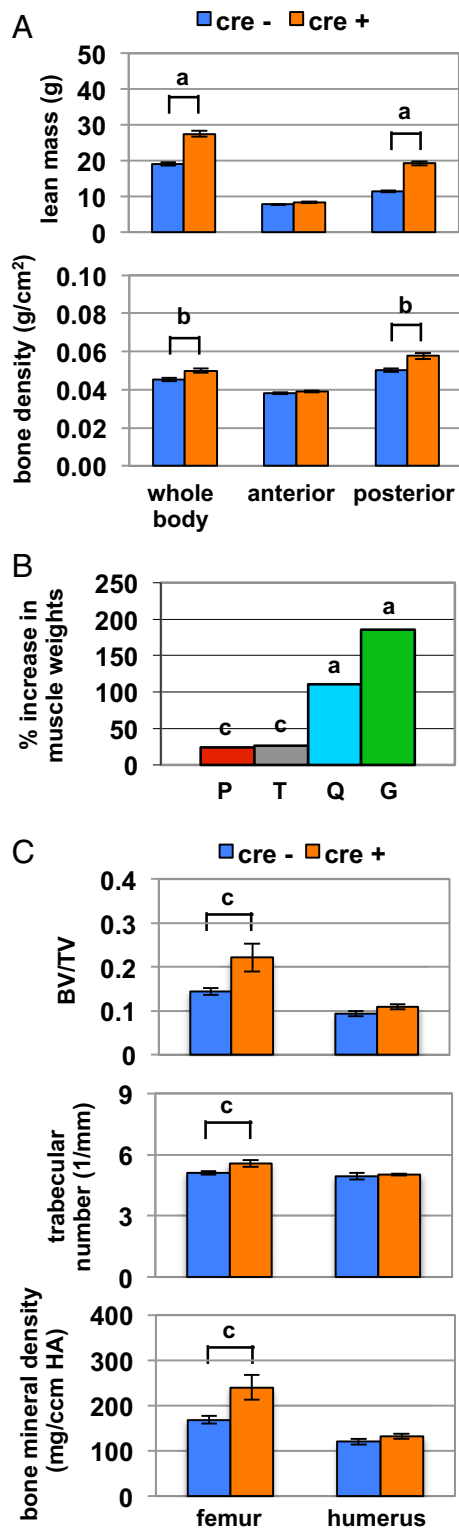 A
cre - cre +
lean mass (g)
60
50
40
30
20
10
0
a
a
bone density (g/cm²)
0.10
0.08
0.06
0.04
0.02
0.00
b
b
whole body
anterior
posterior
B
% increase in
muscle weights
250
200
150
100
50
0
c
c
a
a
P T Q G
C
cre - cre +
BV/TV
0.4
0.3
0.2
0.1
0
c
trabecular
number (1/mm)
9
6
3
0
c
bone mineral density
(mg/ccm HA)
400
300
200
100
0
c
femur humerus